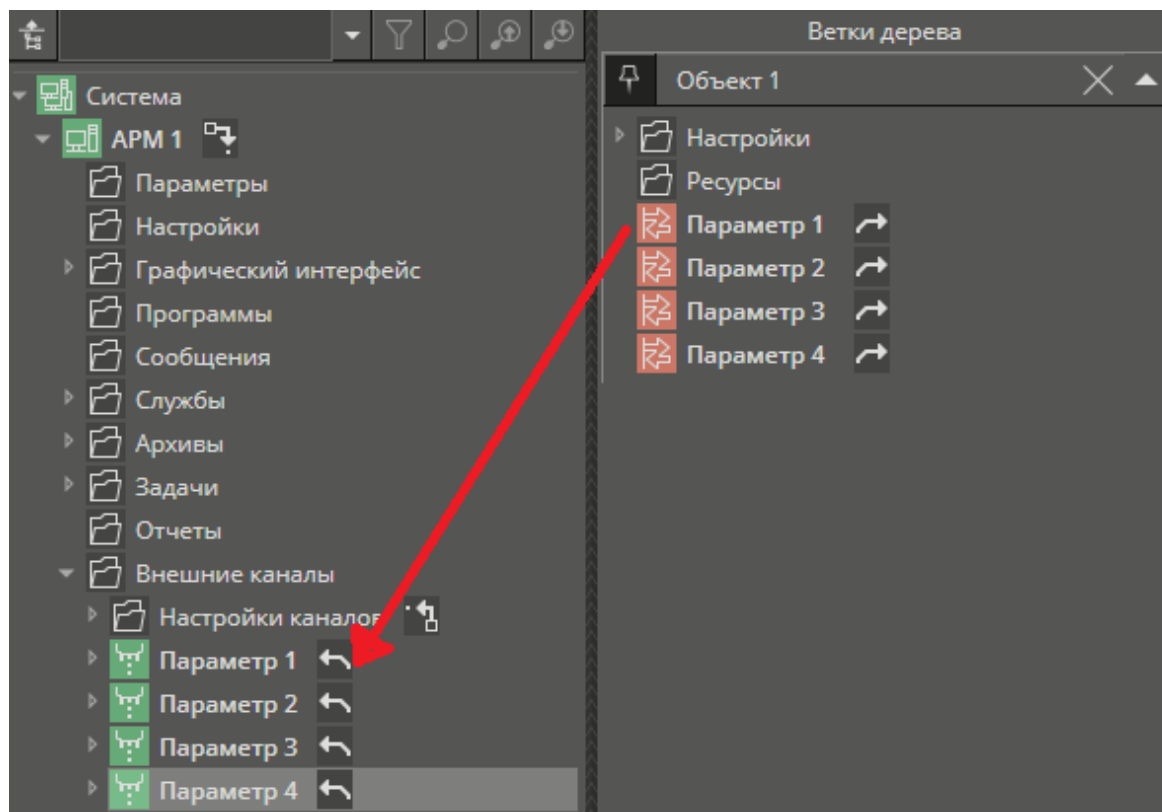 Система
АРМ 1
Параметры
Настройки
Графический интерфейс
Программы
Сообщения
Службы
Архивы
Задачи
Отчеты
Внешние каналы
Настройки каналов
Параметр 1
Параметр 2
Параметр 3
Параметр 4
Ветки дерева
Объект 1
Настройки
Ресурсы
Параметр 1
Параметр 2
Параметр 3
Параметр 4